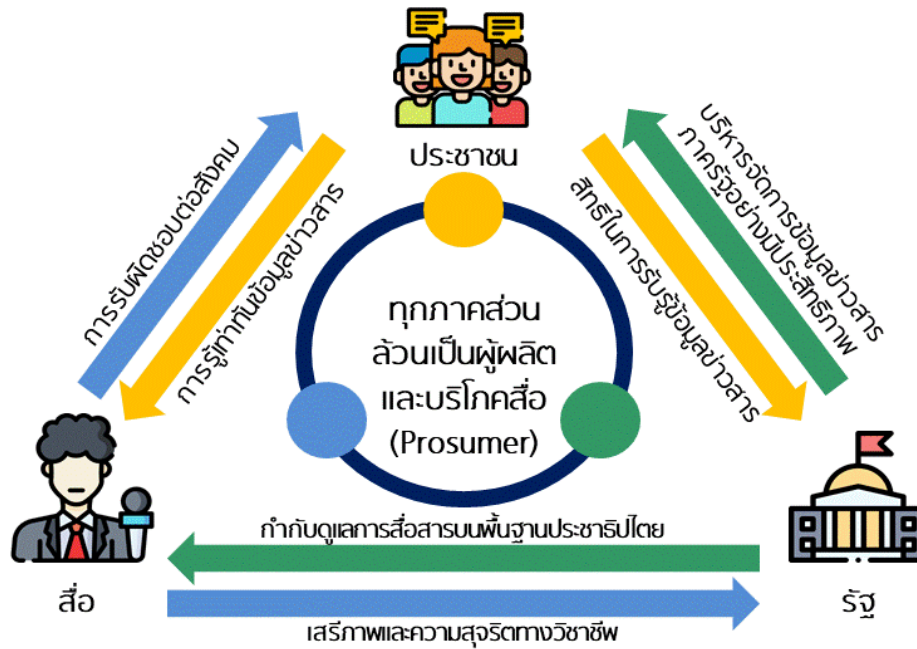 ประชาชน
การรับผิดชอบต่อสังคม
การรู้เท่าทันข้อมูลข่าวสาร
สิทธิในการรับรู้ข้อมูลข่าวสาร
บริหารจัดการข้อมูลข่าวสาร
ภาครัฐอย่างมีประสิทธิภาพ
ทุกภาคส่วน
ล้วนเป็นผู้ผลิต
และบริโภคสื่อ
(Prosumer)
กำกับดูแลการสื่อสารบนพื้นฐานประชาธิปไตย
สื่อ
รัฐ
เสรีภาพและความสุจริตทางวิชาชีพ